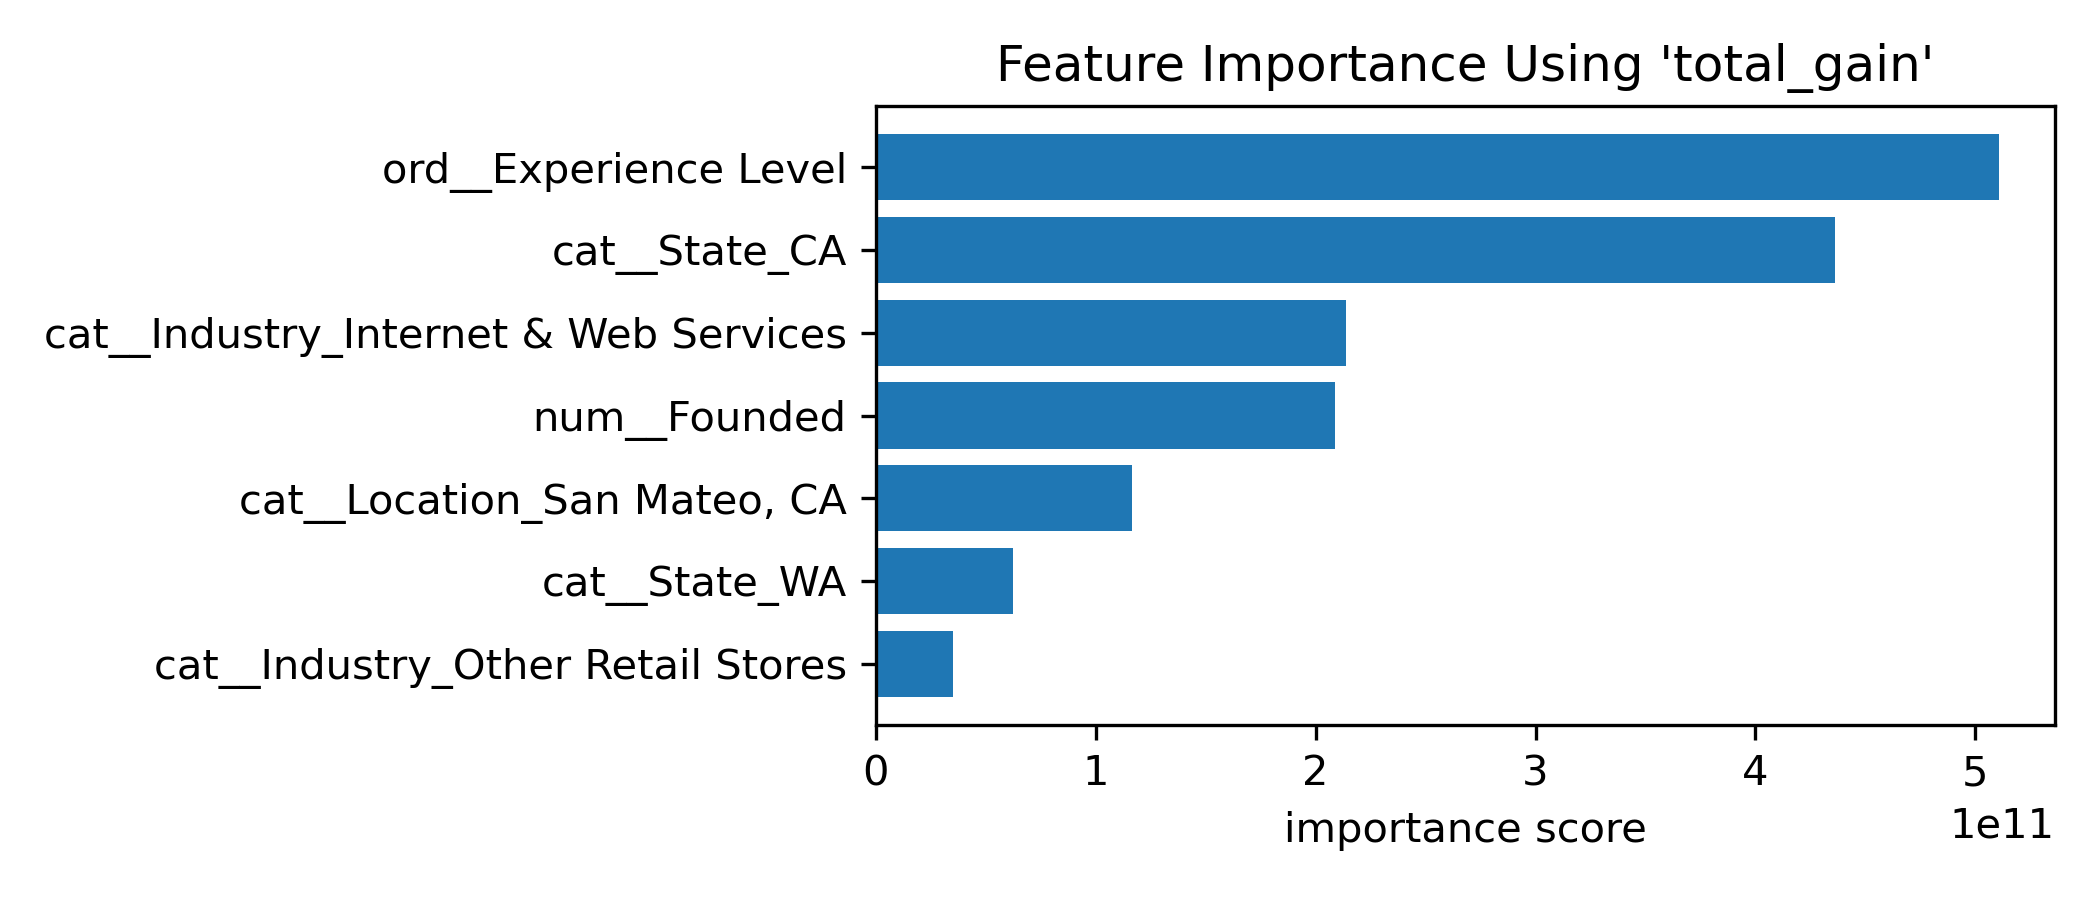 Feature Importance Using 'total_gain'
ord__Experience Level
cat__State_CA
cat__Industry_Internet & Web Services
num__Founded
cat__Location_San Mateo, CA
cat__State_WA
cat__Industry_Other Retail Stores
0 1 2 3 4 5
importance score
1e11